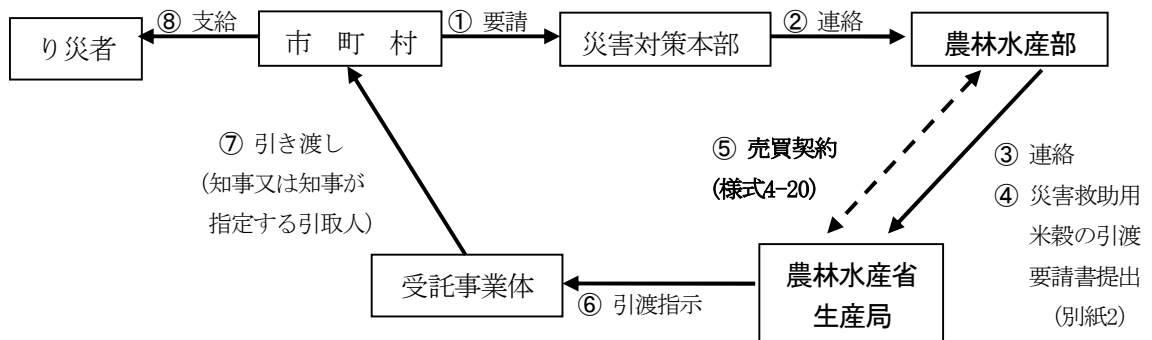 ⑧ 支給
① 要請
② 連絡
り災者
市 町 村
災害対策本部
農林水産部
⑦ 引き渡し
(知事又は知事が
指定する引取人)
⑤ 売買契約
(様式4-20)
③ 連絡
④ 災害救助用
米穀の引渡
要請書提出
(別紙2)
受託事業体
⑥ 引渡指示
農林水産省
生産局